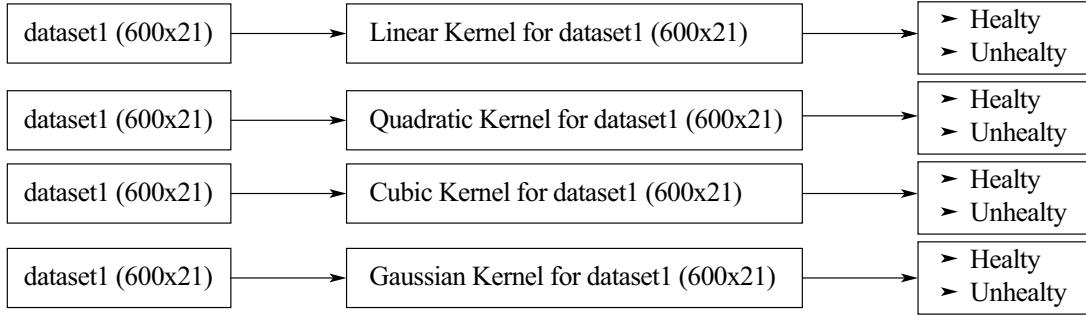 dataset1 (600x21)
Linear Kernel for dataset1 (600x21)
➤ Healty
➤ Unhealty
dataset1 (600x21)
Quadratic Kernel for dataset1 (600x21)
➤ Healty
➤ Unhealty
dataset1 (600x21)
Cubic Kernel for dataset1 (600x21)
➤ Healty
➤ Unhealty
dataset1 (600x21)
Gaussian Kernel for dataset1 (600x21)
➤ Healty
➤ Unhealty